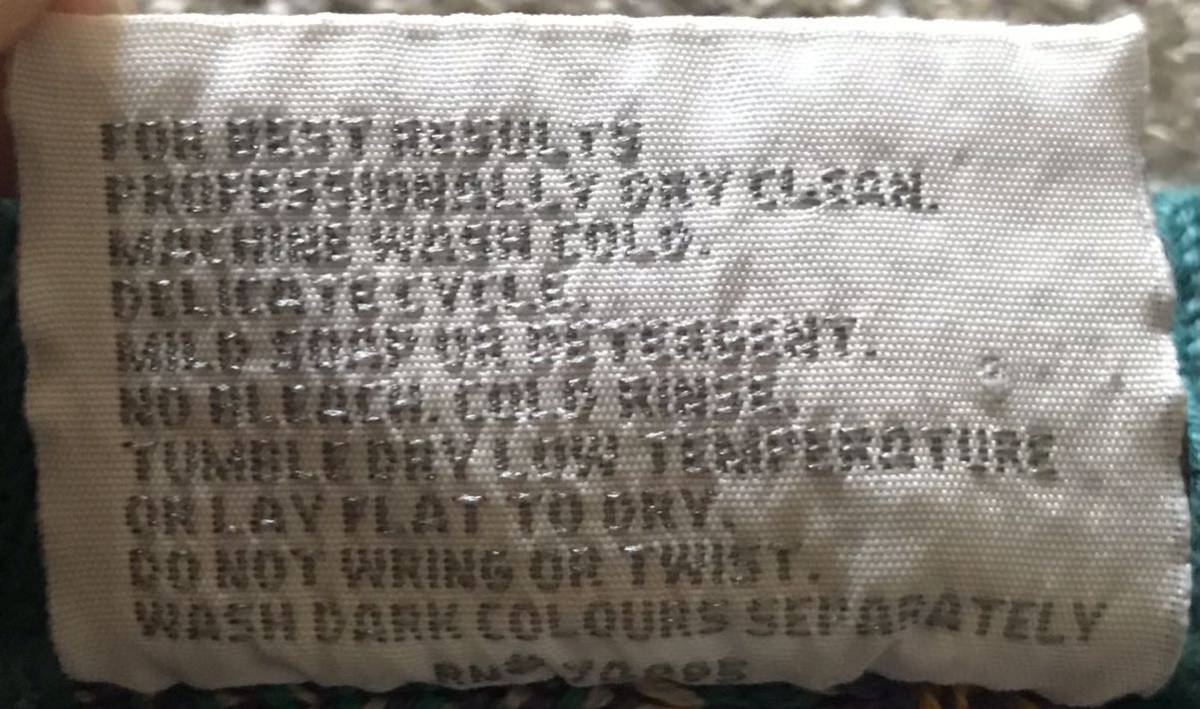 FOR BEST RESULTS
PROFESSIONALLY DRY CLEAN.
MACHINE WASH COLD.
DELICATE CYCLE.
MILD SOAP OR DETERGENT.
NO BLEACH. COLD RINSE.
TUMBLE DRY LOW TEMPERATURE
OR LAY FLAT TO DRY.
DO NOT WRING OR TWIST.
WASH DARK COLOURS SEPARATELY
RN#